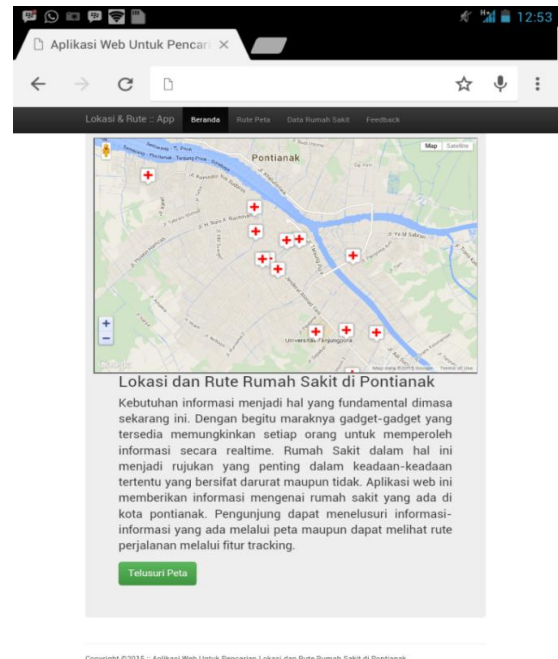 12:53
Aplikasi Web Untuk Pencari
Lokasi & Rute :: App Beranda Rute Peta Data Rumah Sakit Feedback
Map Satellite
Pontianak
Universitas Tanjungpura
Lokasi dan Rute Rumah Sakit di Pontianak
Kebutuhan informasi menjadi hal yang fundamental dimasa
sekarang ini. Dengan begitu maraknya gadget-gadget yang
tersedia memungkinkan setiap orang untuk memperoleh
informasi secara realtime. Rumah Sakit dalam hal ini
menjadi rujukan yang penting dalam keadaan-keadaan
tertentu yang bersifat darurat maupun tidak. Aplikasi web ini
memberikan informasi mengenai rumah sakit yang ada di
kota pontianak. Pengunjung dapat menelusuri informasi-
informasi yang ada melalui peta maupun dapat melihat rute
perjalanan melalui fitur tracking.
Telusuri Peta
Copyright ©2015 :: Aplikasi Web Untuk Pencarian Lokasi dan Rute Rumah Sakit di Pontianak